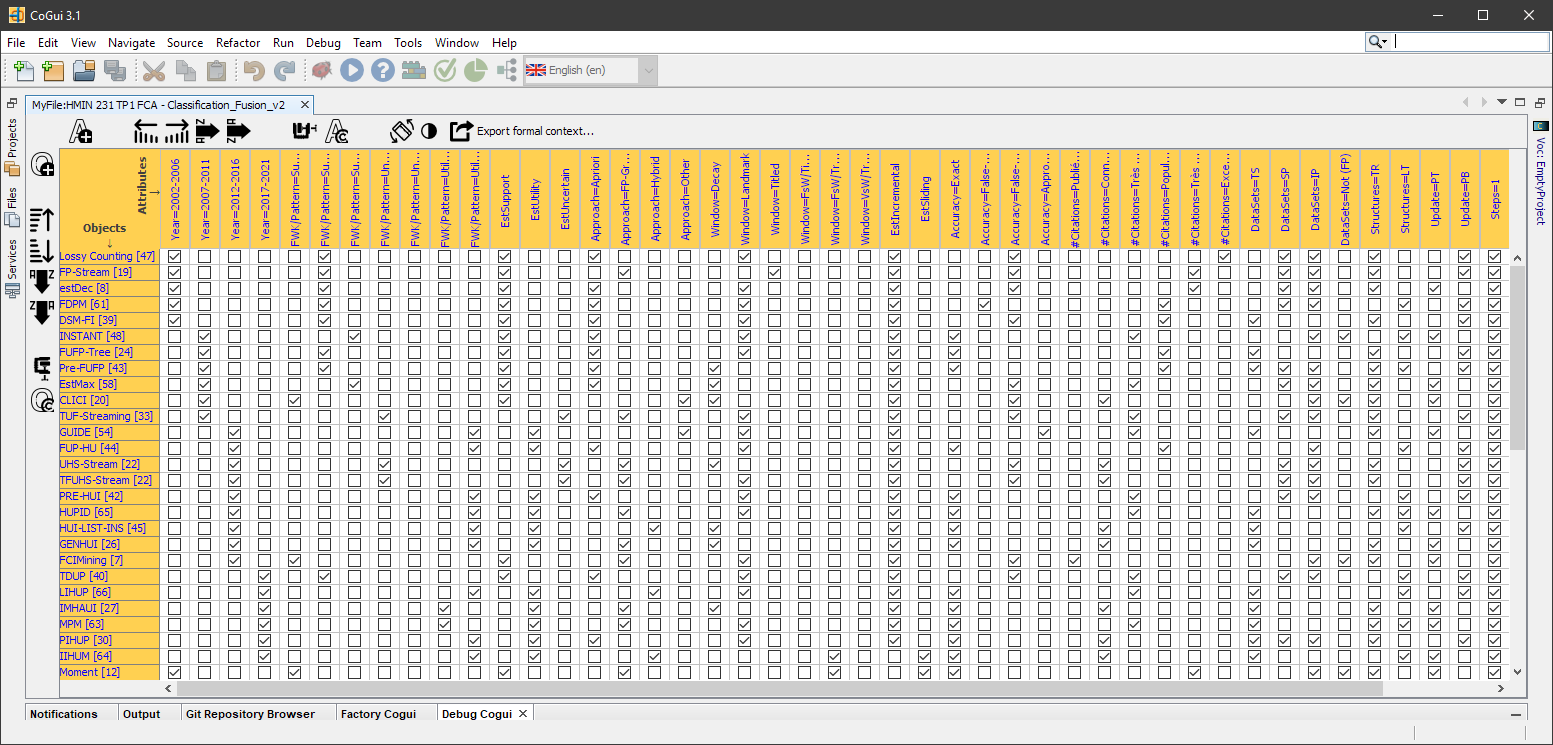 CoGui 3.1
File Edit View Navigate Source Refactor Run Debug Team Tools Window Help
English (en)
MyFile:HMIN 231 TP1 FCA - Classification_Fusion_v2
Export formal context...
Projects
Files
Services
Voc: EmptyProject
Attributes
Objects
Year=2002-2006
Year=2007-2011
Year=2012-2016
Year=2017-2021
FWK/Pattern=Su...
FWK/Pattern=Su...
FWK/Pattern=Su...
FWK/Pattern=Un...
FWK/Pattern=Un...
FWK/Pattern=Util...
FWK/Pattern=Util...
EstSupport
EstUtility
EstUncertain
Approach=Apriori
Approach=FP-Gr...
Approach=Hybrid
Approach=Other
Window=Decay
Window=Landmark
Window=Titled
Window=FsW/Ti...
Window=FsW/Tr...
Window=VsW/Tr...
EstIncremental
EstSliding
Accuracy=Exact
Accuracy=False-...
Accuracy=False-...
Accuracy=Appro...
#Citations=Publié...
#Citations=Conn...
#Citations=Très ...
#Citations=Popul...
#Citations=Très ...
#Citations=Exce...
DataSets=TS
DataSets=SP
DataSets=IP
DataSets=Not (FP)
Structures=TR
Structures=LT
Update=PT
Update=PB
Steps=1
Lossy Counting [47]
FP-Stream [19]
estDec [8]
FDPM [61]
DSM-FI [39]
INSTANT [48]
FUFP-Tree [24]
Pre-FUFP [43]
EstMax [58]
CLICI [20]
TUF-Streaming [33]
GUIDE [54]
FUP-HU [44]
UHS-Stream [22]
TFUHS-Stream [22]
PRE-HUI [42]
HUPID [65]
HUI-LIST-INS [45]
GENHUI [26]
FCIMining [7]
TDUP [40]
LIHUP [66]
IMHAUI [27]
MPM [63]
PIHUP [30]
IIHUM [64]
Moment [12]
Notifications Output Git Repository Browser Factory Cogui Debug Cogui